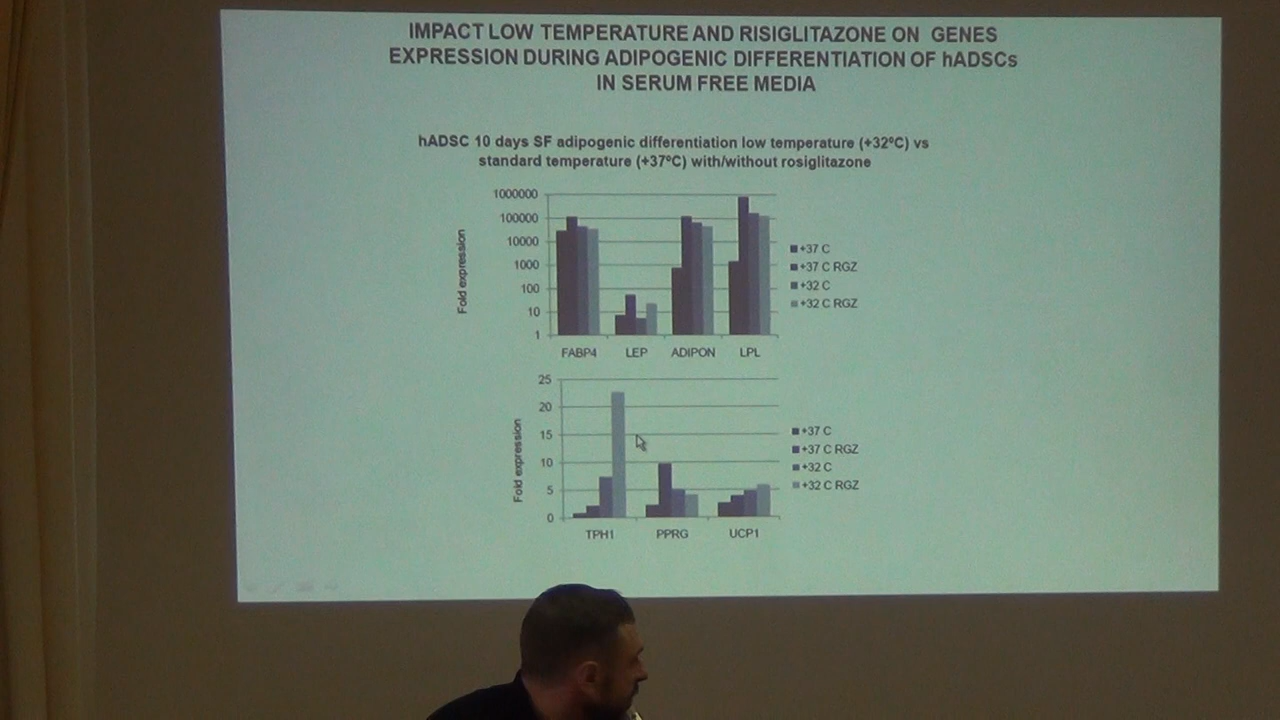 IMPACT LOW TEMPERATURE AND RISIGLITAZONE ON GENES
EXPRESSION DURING ADIPOGENIC DIFFERENTIATION OF hADSCs
IN SERUM FREE MEDIA
hADSC 10 days SF adipogenic differentiation low temperature (+32ºC) vs
standard temperature (+37ºC) with/without rosiglitazone
Fold expression
1000000
100000
10000
1000
100
10
1
FABP4 LEP ADIPON LPL
+37 C
+37 C RGZ
+32 C
+32 C RGZ
Fold expression
25
20
15
10
5
0
TPH1 PPRG UCP1
+37 C
+37 C RGZ
+32 C
+32 C RGZ